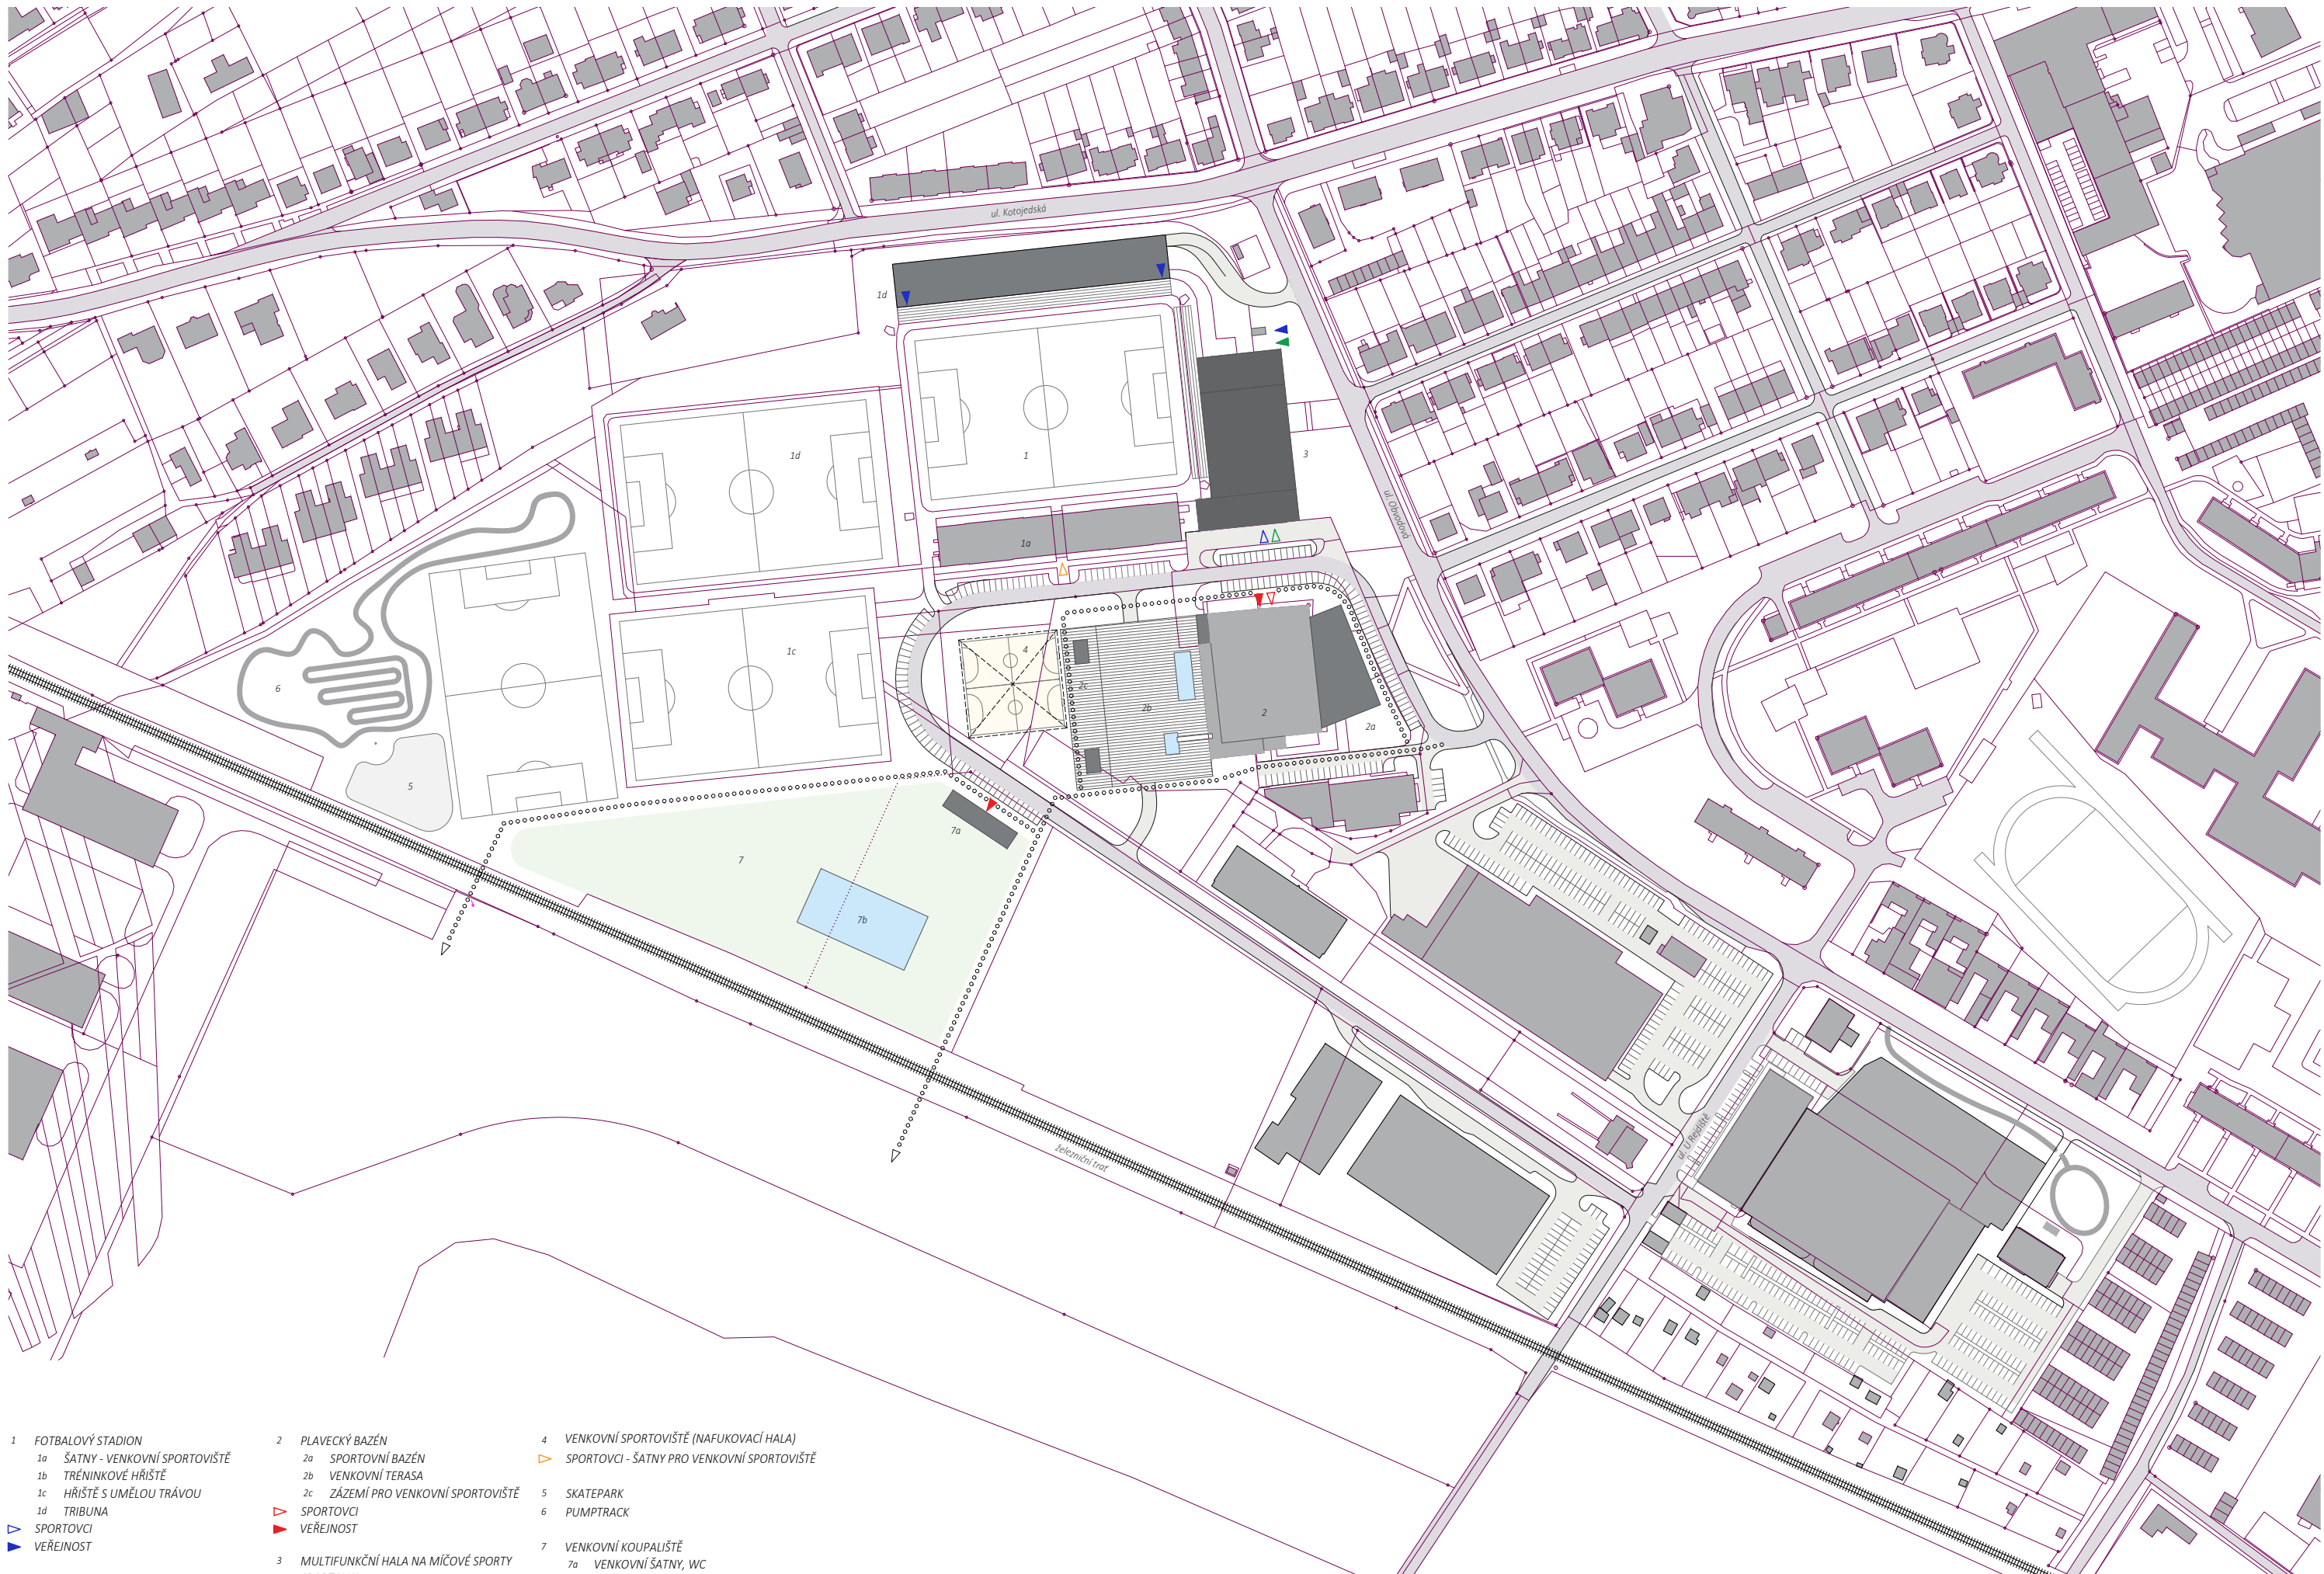 ul. Kotojedská
1d
1d
1
3
ul. Obvodová
1a
1c
4
2c
2b
2
2a
6
5
7a
7
7b
železniční trať
ul. U Rejdiště
1 FOTBALOVÝ STADION
1a ŠATNY - VENKOVNÍ SPORTOVIŠTĚ
1b TRÉNINKOVÉ HŘIŠTĚ
1c HŘIŠTĚ S UMĚLOU TRÁVOU
1d TRIBUNA
SPORTOVCI
VEŘEJNOST
2 PLAVECKÝ BAZÉN
2a SPORTOVNÍ BAZÉN
2b VENKOVNÍ TERASA
2c ZÁZEMÍ PRO VENKOVNÍ SPORTOVIŠTĚ
SPORTOVCI
VEŘEJNOST
3 MULTIFUNKČNÍ HALA NA MÍČOVÉ SPORTY
4 VENKOVNÍ SPORTOVIŠTĚ (NAFUKOVACÍ HALA)
SPORTOVCI - ŠATNY PRO VENKOVNÍ SPORTOVIŠTĚ
5 SKATEPARK
6 PUMPTRACK
7 VENKOVNÍ KOUPALIŠTĚ
7a VENKOVNÍ ŠATNY, WC